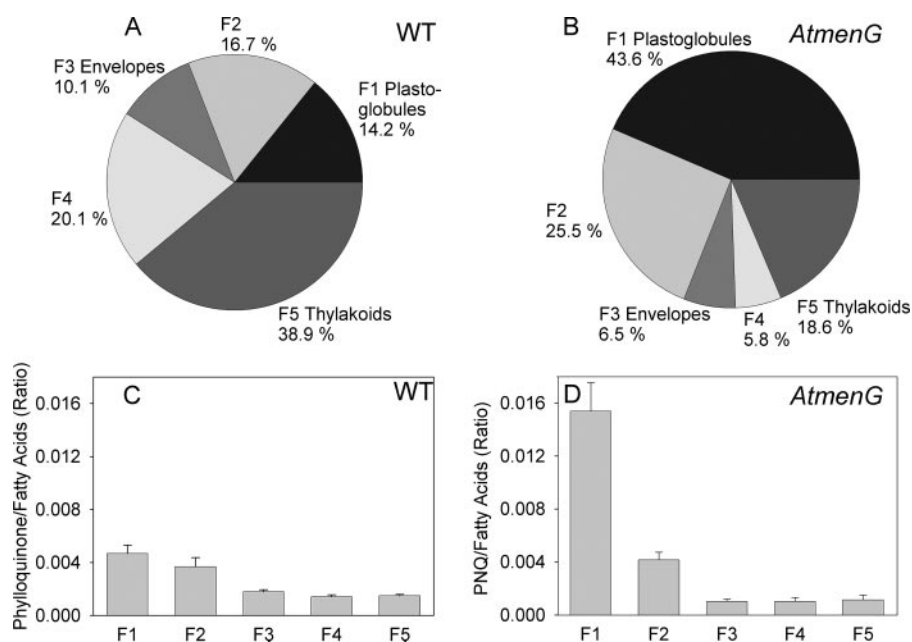 A
WT
F2
16.7 %
F3 Envelopes
10.1 %
F1 Plasto-
globules
14.2 %
F4
20.1 %
F5 Thylakoids
38.9 %
B
AtmenG
F1 Plastoglobules
43.6 %
F2
25.5 %
F3 Envelopes
6.5 %
F4
5.8 %
F5 Thylakoids
18.6 %
C
WT
Phylloquinone/Fatty Acids (Ratio)
0.016
0.012
0.008
0.004
0.000
F1 F2 F3 F4 F5
D
AtmenG
PNQ/Fatty Acids (Ratio)
0.016
0.012
0.008
0.004
0.000
F1 F2 F3 F4 F5